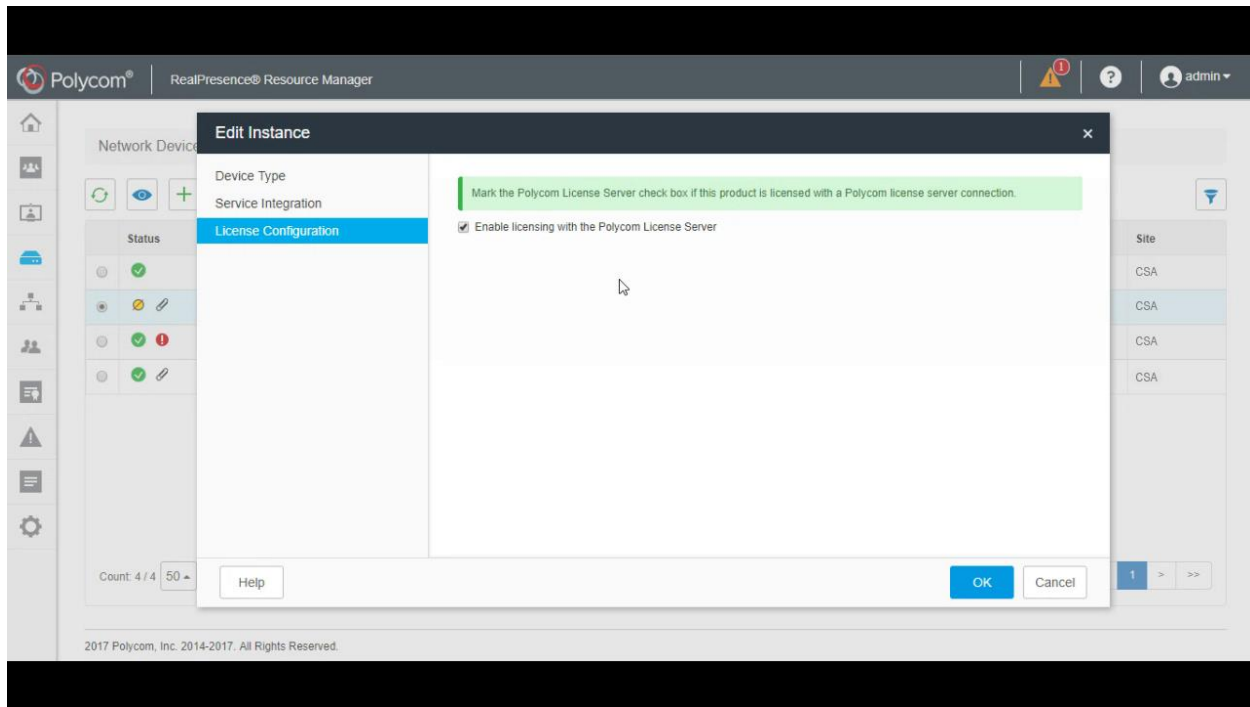 Polycom® RealPresence® Resource Manager 1 ? admin
Edit Instance ×
Network Device
Device Type
Service Integration
License Configuration
Mark the Polycom License Server check box if this product is licensed with a Polycom license server connection.
Enable licensing with the Polycom License Server
Status Site
CSA
CSA
CSA
CSA
Count: 4 / 4 50 1 > >>
Help OK Cancel
2017 Polycom, Inc. 2014-2017. All Rights Reserved.